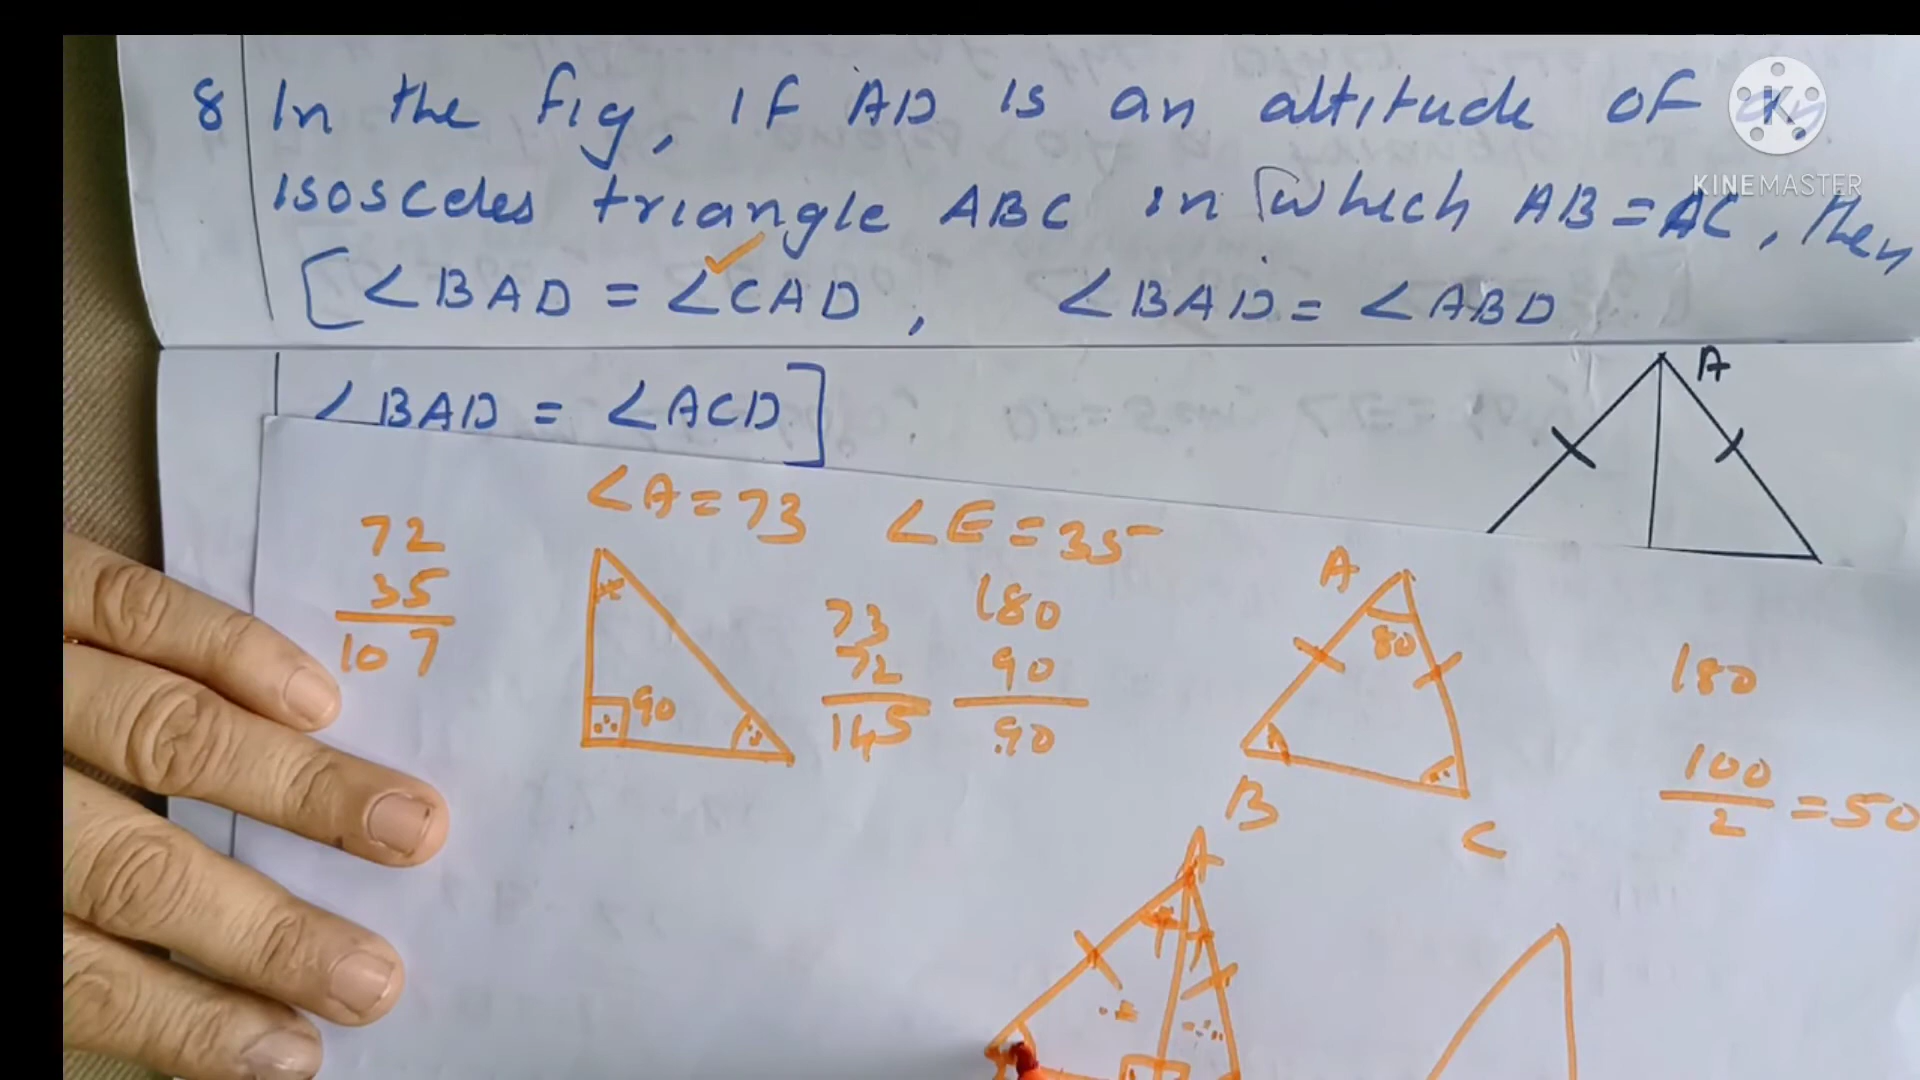 8 In the fig, if AD is an altitude of an
isosceles triangle ABC in which AB = AC, then
[∠BAD = ∠CAD, ∠BAD = ∠ABD
∠BAD = ∠ACD]
K
KINEMASTER
A
∠A = 73 ∠E = 35
72
35
107
90
73
72
145
180
90
90
A
80
B
C
180
100
2
= 50
A